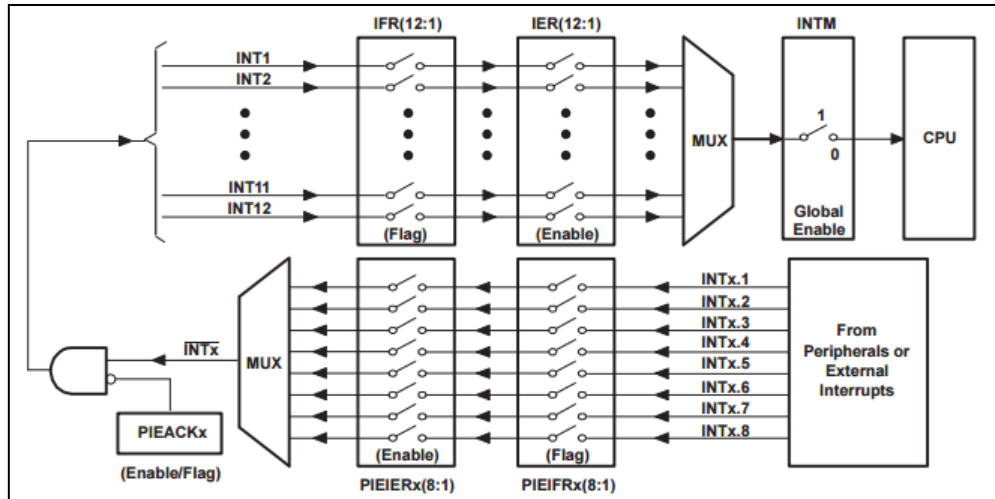 IFR(12:1)
IER(12:1)
INTM
INT1
INT2
1
MUX
CPU
0
INT11
INT12
(Flag)
(Enable)
Global
Enable
INTx.1
INTx.2
INTx.3
INTx.4
INTx.5
INTx.6
INTx.7
INTx.8
From
Peripherals or
External
Interrupts
INTx
MUX
PIEACKx
(Enable/Flag)
(Enable)
(Flag)
PIEIERx(8:1)
PIEIFRx(8:1)